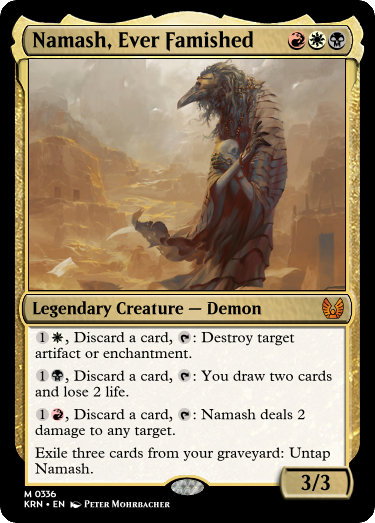 Namash, Ever Famished
Legendary Creature — Demon
1, Discard a card, : Destroy target
artifact or enchantment.
1, Discard a card, : You draw two cards
and lose 2 life.
1, Discard a card, : Namash deals 2
damage to any target.
Exile three cards from your graveyard: Untap
Namash.
3/3
M 0336
KRN • EN Peter Mohrbacher